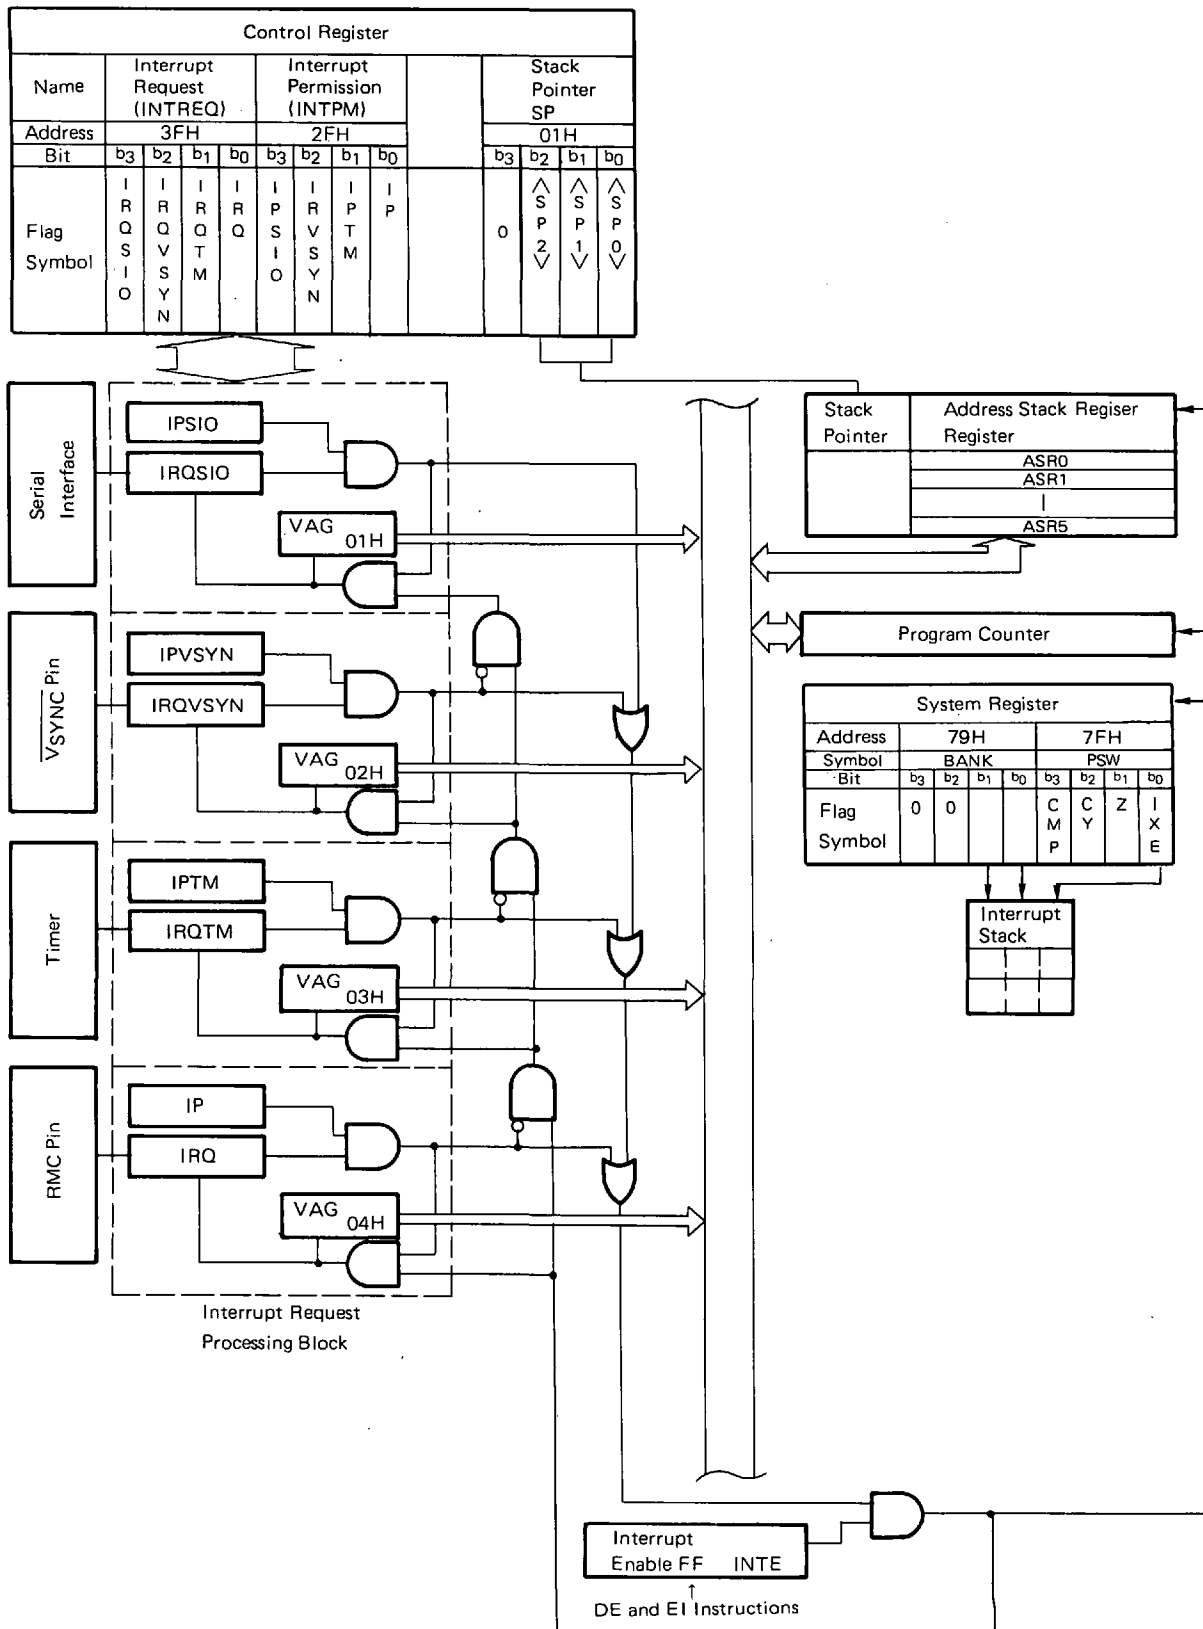 Control Register
Name
Interrupt
Request
(INTREQ)
Interrupt
Permission
(INTPM)
Stack
Pointer
SP
Address 3FH 2FH 01H
Bit b3 b2 b1 b0 b3 b2 b1 b0 b3 b2 b1 b0
Flag
Symbol
IRQSIO
IRQVSYN
IRQTM
IRQ
IPSIO
IRVSYN
IPTM
IP
0
<SP2>
<SP1>
<SP0>
Serial
Interface
IPSIO
IRQSIO
VAG
01H
VSYNC Pin
IPVSYN
IRQVSYN
VAG
02H
Timer
IPTM
IRQTM
VAG
03H
RMC Pin
IP
IRQ
VAG
04H
Interrupt Request
Processing Block
Stack
Pointer
Address Stack Regiser
Register
ASR0
ASR1
|
ASR5
Program Counter
System Register
Address 79H 7FH
Symbol BANK PSW
Bit b3 b2 b1 b0 b3 b2 b1 b0
Flag
Symbol
0 0
CMP
CY
Z
IXE
Interrupt
Stack
Interrupt
Enable FF INTE
DE and EI Instructions